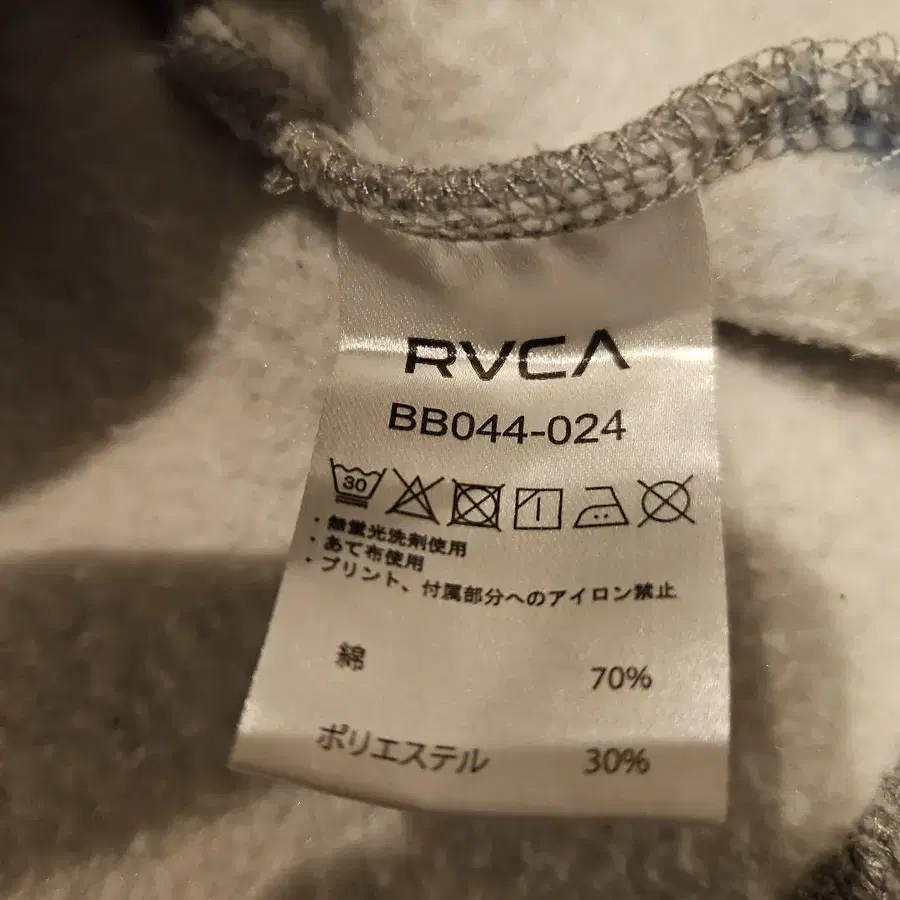 RVCA
BB044-024
30
・無蛍光洗剤使用
・あて布使用
・プリント、付属部分へのアイロン禁止
綿 70%
ポリエステル 30%